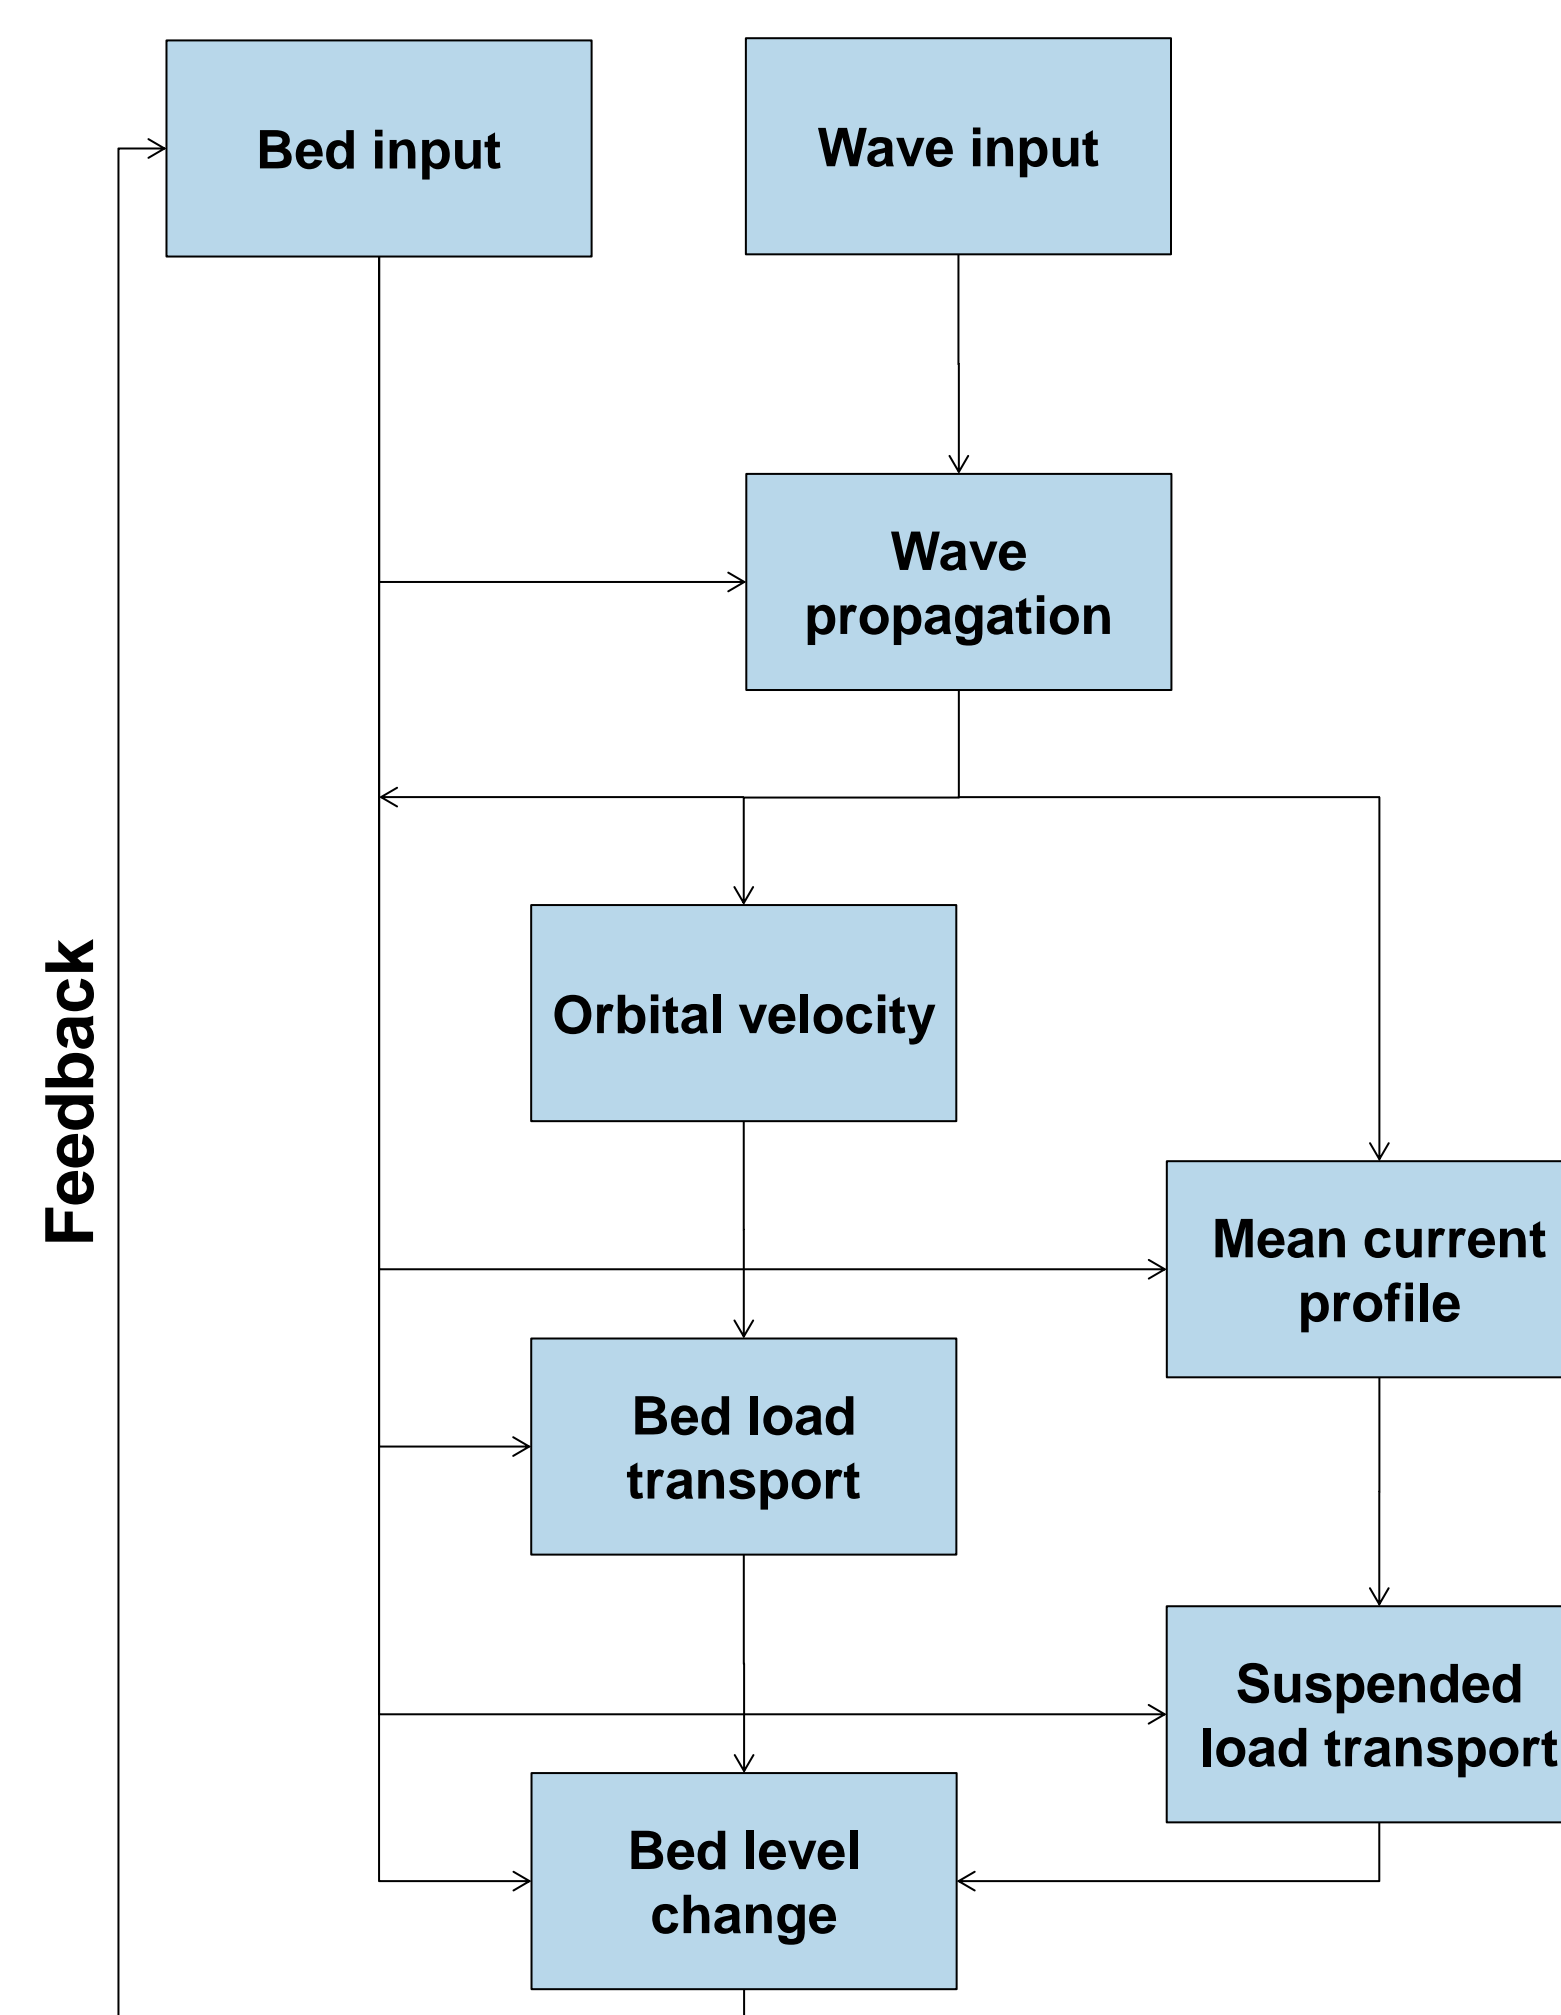 Bed input
Wave input
Wave
propagation
Orbital velocity
Feedback
Mean current
profile
Bed load
transport
Suspended
load transport
Bed level
change